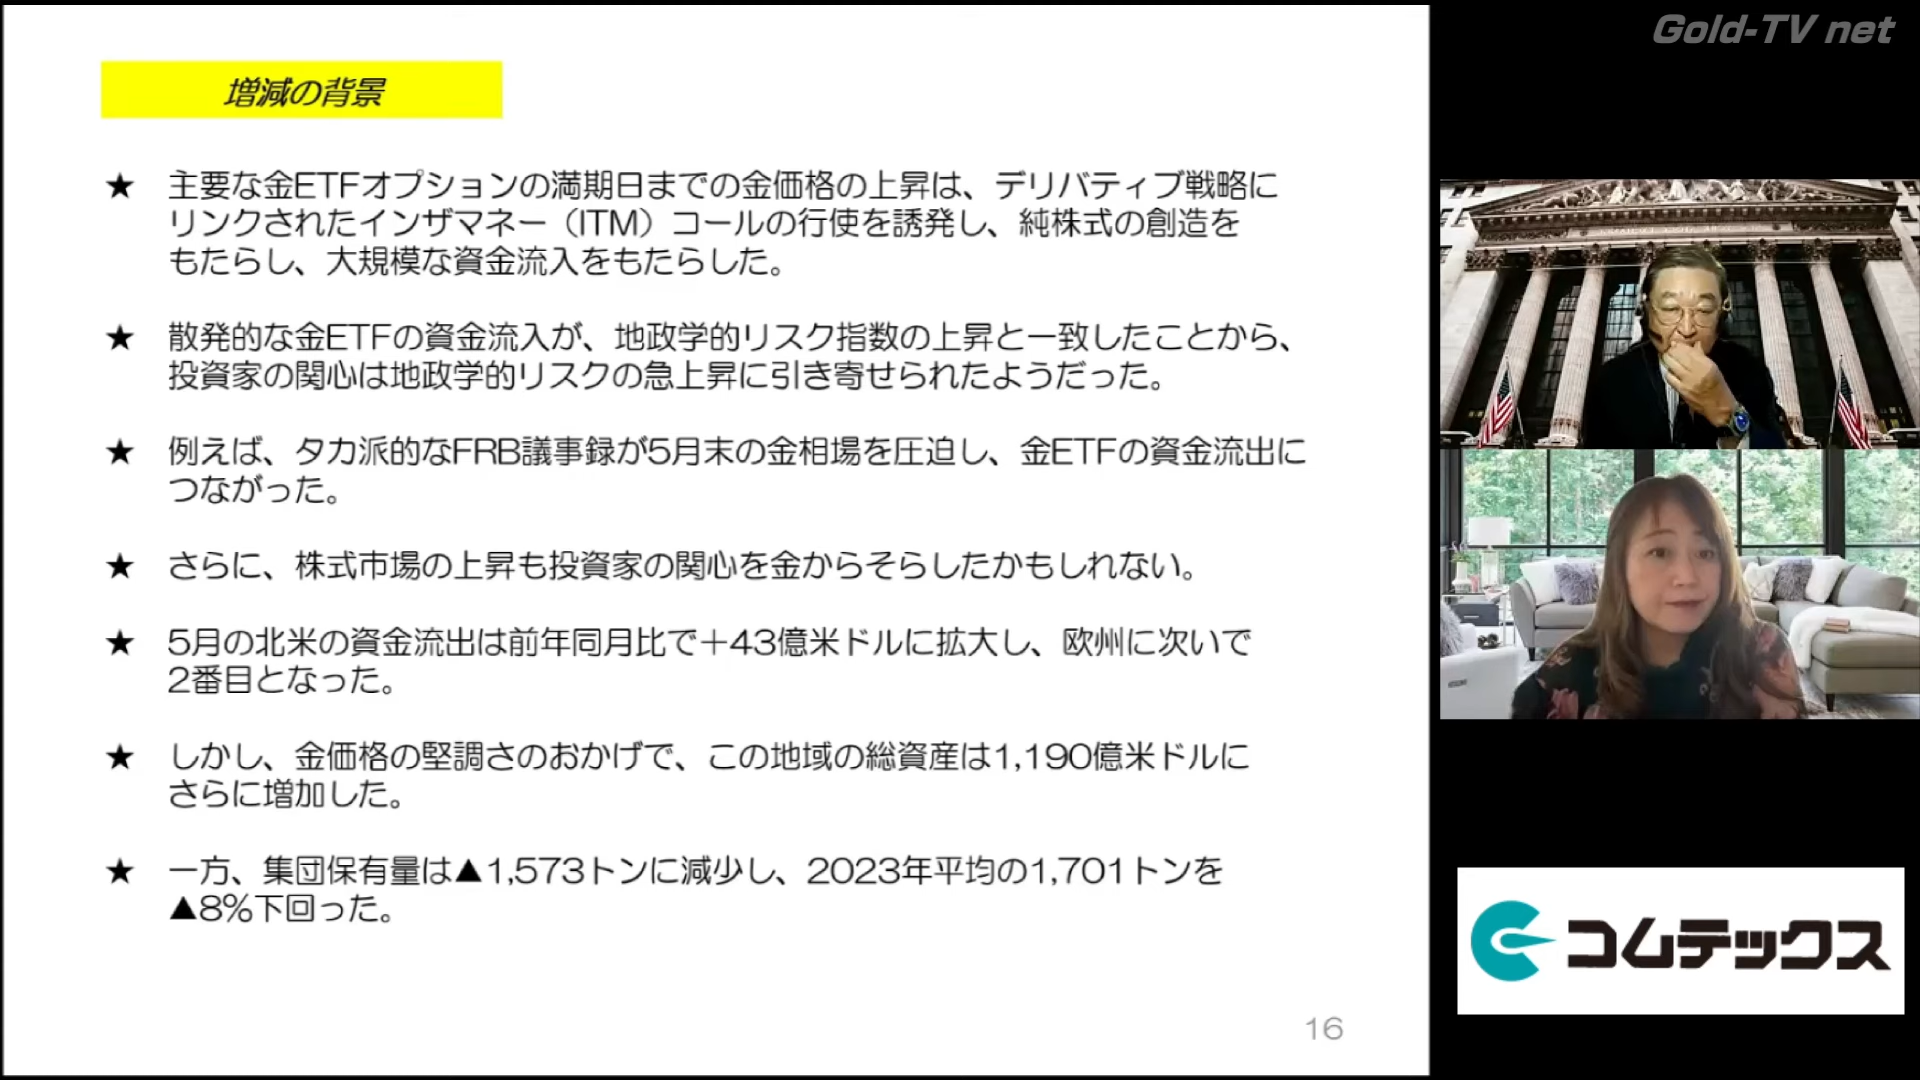 Gold-TV net
増減の背景
★ 主要な金ETFオプションの満期日までの金価格の上昇は、デリバティブ戦略に
リンクされたインザマネー（ITM）コールの行使を誘発し、純株式の創造を
もたらし、大規模な資金流入をもたらした。
★ 散発的な金ETFの資金流入が、地政学的リスク指数の上昇と一致したことから、
投資家の関心は地政学的リスクの急上昇に引き寄せられたようだった。
★ 例えば、タカ派的なFRB議事録が5月末の金相場を圧迫し、金ETFの資金流出に
つながった。
★ さらに、株式市場の上昇も投資家の関心を金からそらしたかもしれない。
★ 5月の北米の資金流出は前年同月比で＋43億米ドルに拡大し、欧州に次いで
2番目となった。
★ しかし、金価格の堅調さのおかげで、この地域の総資産は1,190億米ドルに
さらに増加した。
★ 一方、集団保有量は▲1,573トンに減少し、2023年平均の1,701トンを
▲8%下回った。
16
コムテックス